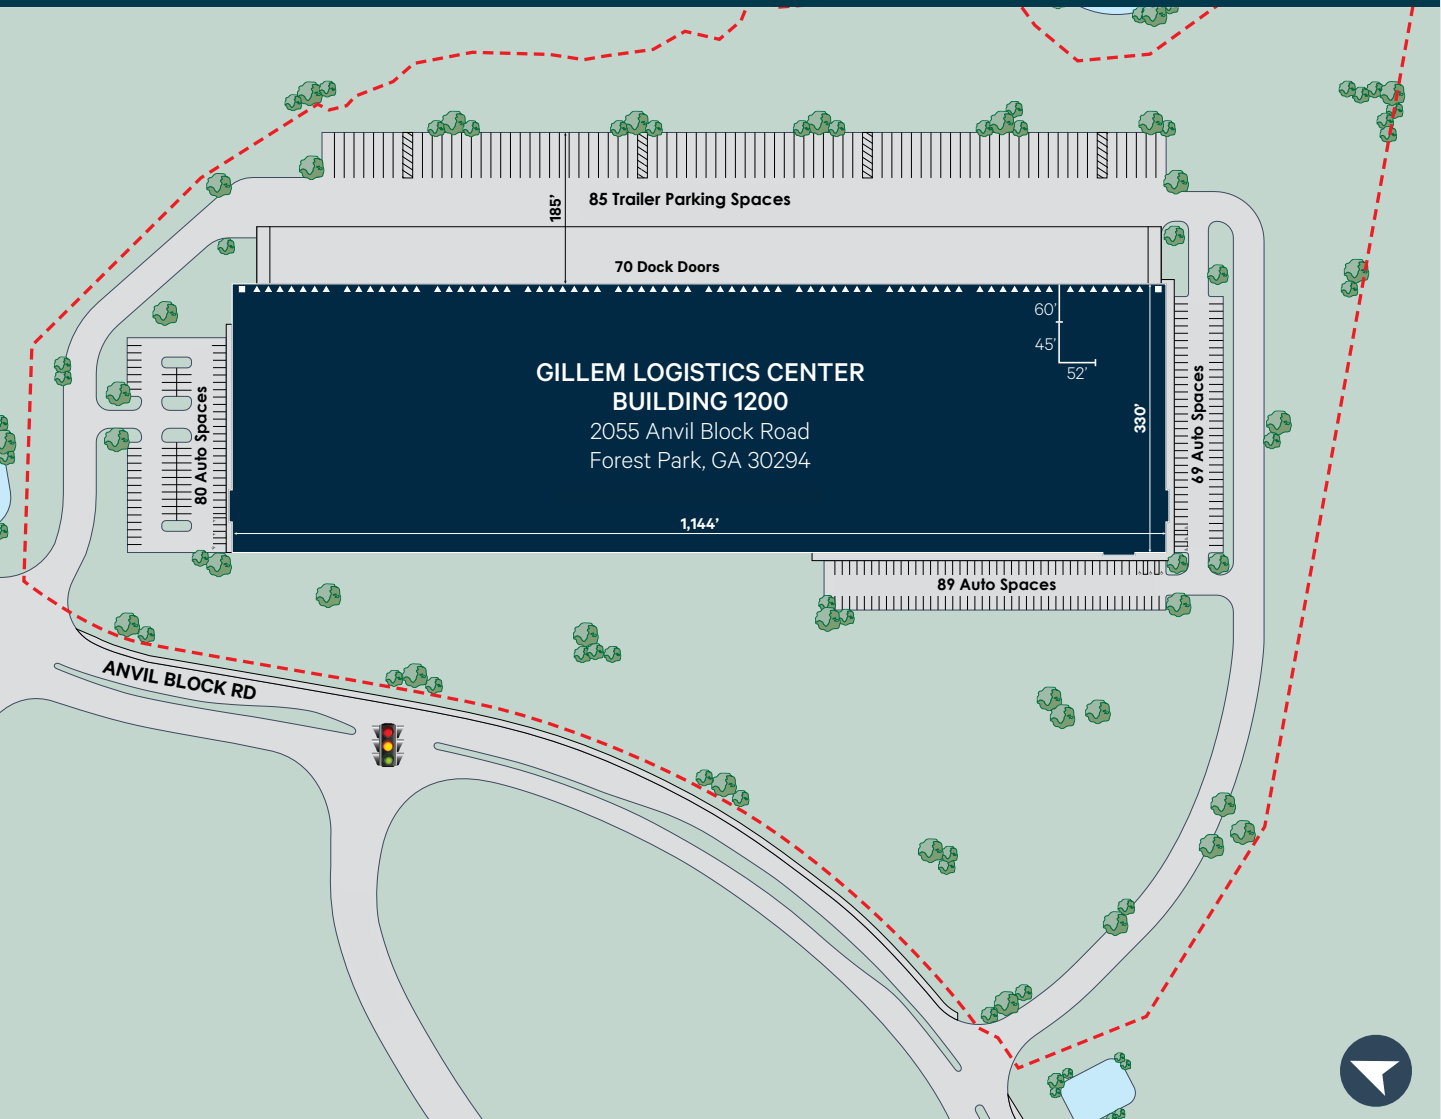 185'
85 Trailer Parking Spaces
70 Dock Doors
60'
45'
52'
GILLEM LOGISTICS CENTER
BUILDING 1200
2055 Anvil Block Road
Forest Park, GA 30294
330'
1,144'
80 Auto Spaces
69 Auto Spaces
89 Auto Spaces
ANVIL BLOCK RD